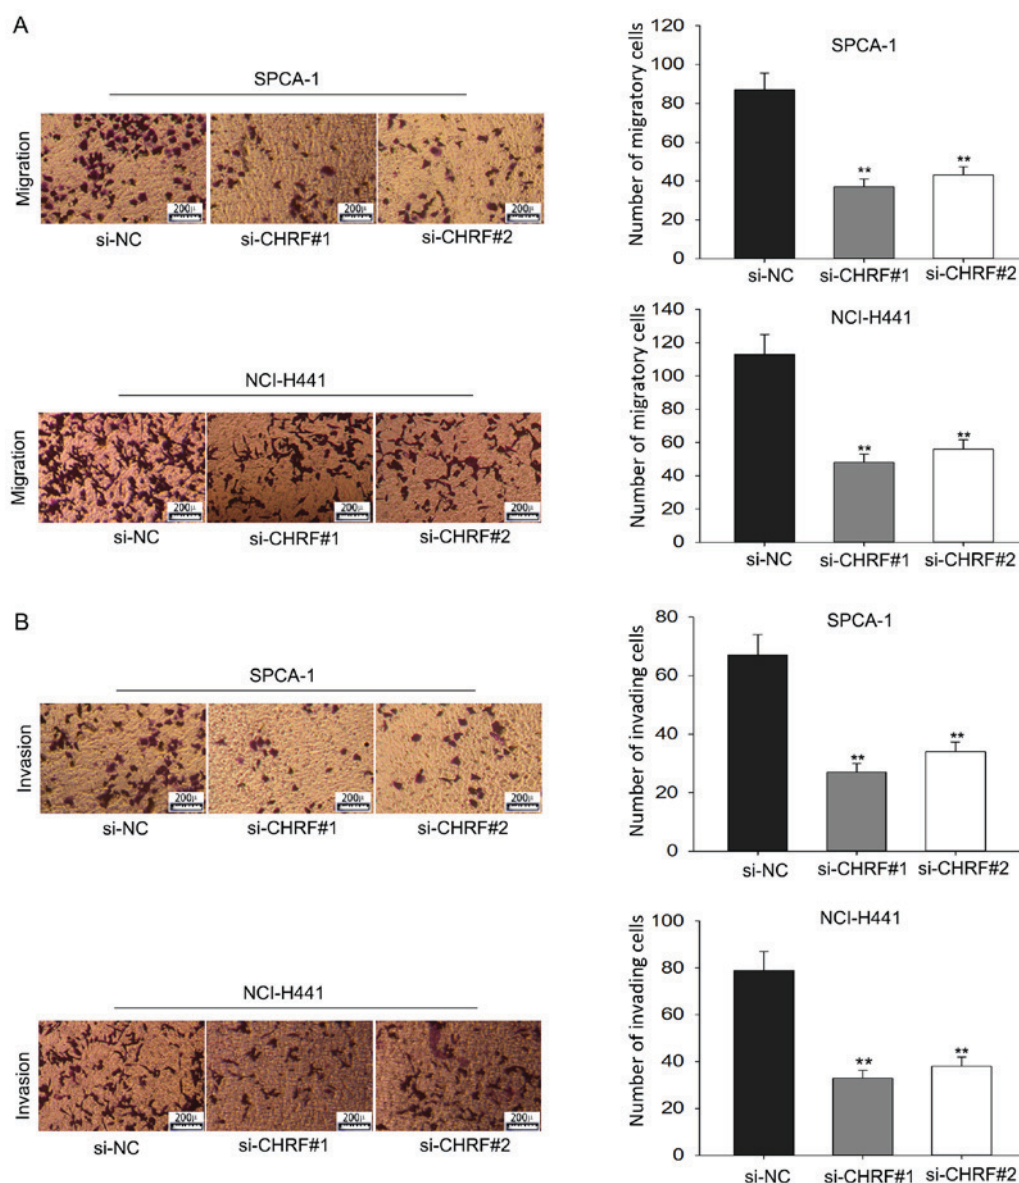 A
SPCA-1
Migration
200μ
200μ
200μ
si-NC
si-CHRF#1
si-CHRF#2
Number of migratory cells
SPCA-1
120
100
80
60
40
20
0
**
**
si-NC
si-CHRF#1
si-CHRF#2
NCI-H441
Migration
200μ
200μ
200μ
si-NC
si-CHRF#1
si-CHRF#2
Number of migratory cells
NCI-H441
140
120
100
80
60
40
20
0
**
**
si-NC
si-CHRF#1
si-CHRF#2
B
SPCA-1
Invasion
200μ
200μ
200μ
si-NC
si-CHRF#1
si-CHRF#2
Number of invading cells
SPCA-1
80
60
40
20
0
**
**
si-NC
si-CHRF#1
si-CHRF#2
NCI-H441
Invasion
200μ
200μ
200μ
si-NC
si-CHRF#1
si-CHRF#2
Number of invading cells
NCI-H441
100
80
60
40
20
0
**
**
si-NC
si-CHRF#1
si-CHRF#2